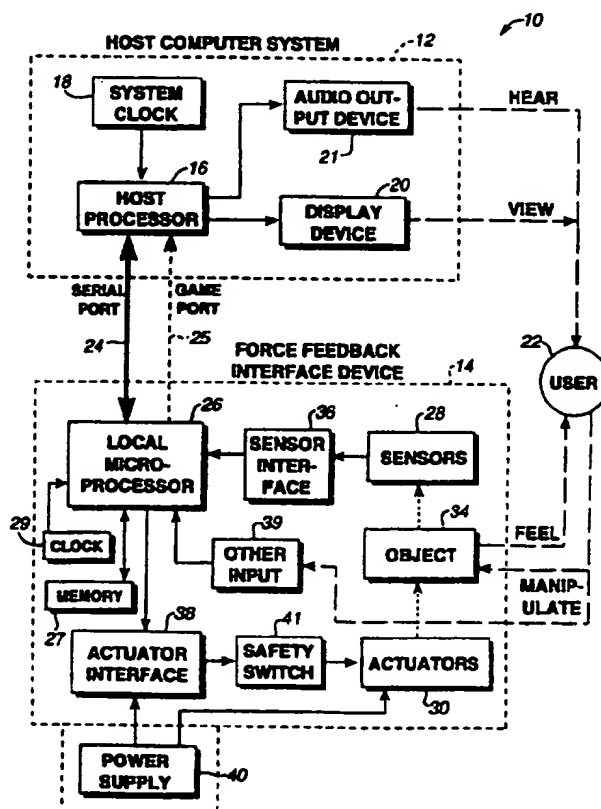 10
HOST COMPUTER SYSTEM
12
18
SYSTEM
CLOCK
AUDIO OUT-
PUT DEVICE
21
HEAR
16
HOST
PROCESSOR
20
DISPLAY
DEVICE
VIEW
SERIAL
PORT
24
GAME
PORT
25
FORCE FEEDBACK
INTERFACE DEVICE
14
22
USER
26
LOCAL
MICRO-
PROCESSOR
36
SENSOR
INTER-
FACE
28
SENSORS
29
CLOCK
39
OTHER
INPUT
34
OBJECT
FEEL
MANIP-
ULATE
MEMORY
27
38
ACTUATOR
INTERFACE
41
SAFETY
SWITCH
ACTUATORS
30
POWER
SUPPLY
40